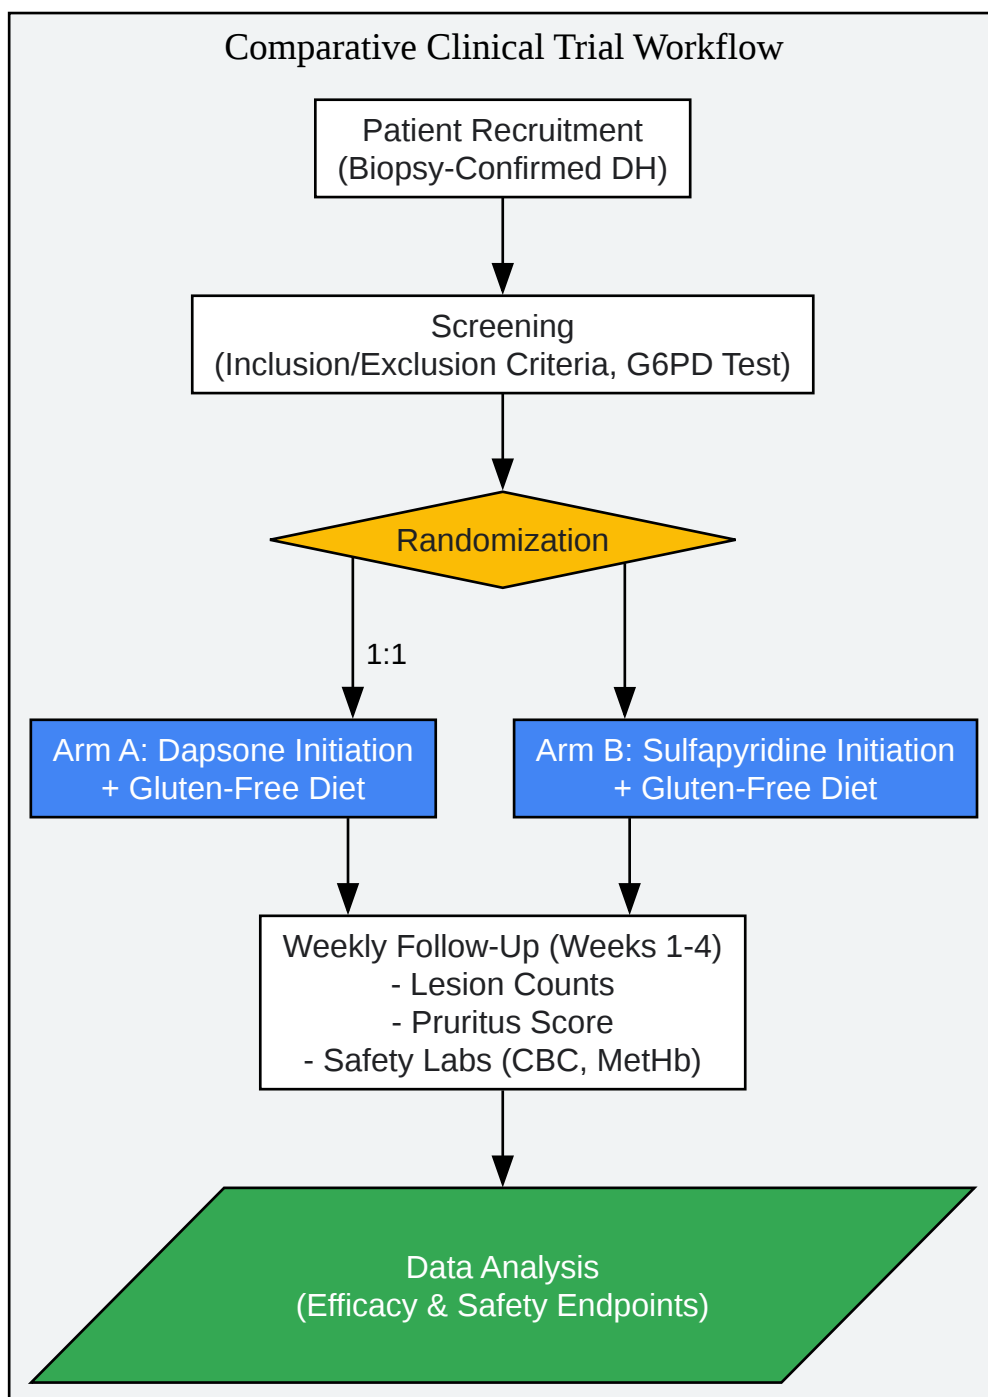 Comparative Clinical Trial Workflow
Patient Recruitment
(Biopsy-Confirmed DH)
Screening
(Inclusion/Exclusion Criteria, G6PD Test)
Randomization
1:1
Arm A: Dapsone Initiation
+ Gluten-Free Diet
Arm B: Sulfapyridine Initiation
+ Gluten-Free Diet
Weekly Follow-Up (Weeks 1-4)
- Lesion Counts
- Pruritus Score
- Safety Labs (CBC, MetHb)
Data Analysis
(Efficacy & Safety Endpoints)